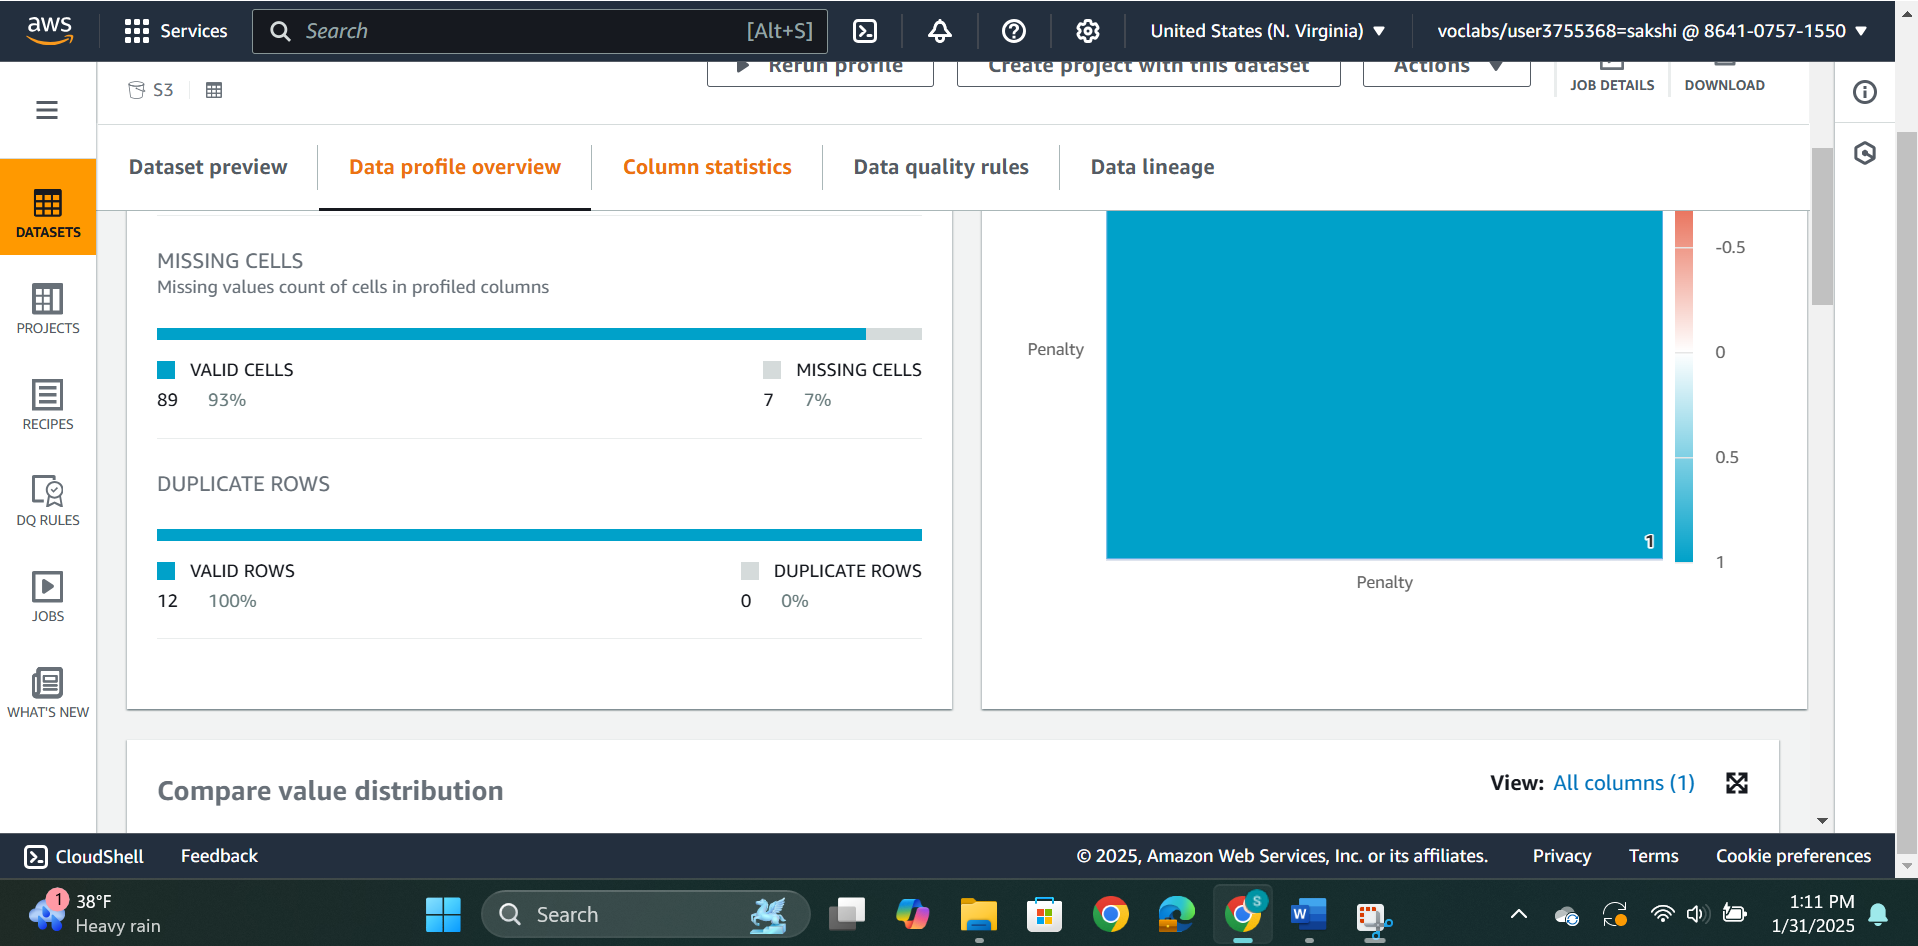 aws
Services
Search
[Alt+S]
United States (N. Virginia)
voclabs/user3755368=sakshi @ 8641-0757-1550
S3
Rerun profile
Create project with this dataset
Actions
JOB DETAILS
DOWNLOAD
Dataset preview
Data profile overview
Column statistics
Data quality rules
Data lineage
DATASETS
PROJECTS
RECIPES
DQ RULES
JOBS
WHAT'S NEW
MISSING CELLS
Missing values count of cells in profiled columns
VALID CELLS
89 93%
MISSING CELLS
7 7%
DUPLICATE ROWS
VALID ROWS
12 100%
DUPLICATE ROWS
0 0%
Penalty
1
Penalty
-0.5
0
0.5
1
Compare value distribution
View: All columns (1)
CloudShell
Feedback
© 2025, Amazon Web Services, Inc. or its affiliates.
Privacy
Terms
Cookie preferences
1
38°F
Heavy rain
Search
S
W
1:11 PM
1/31/2025